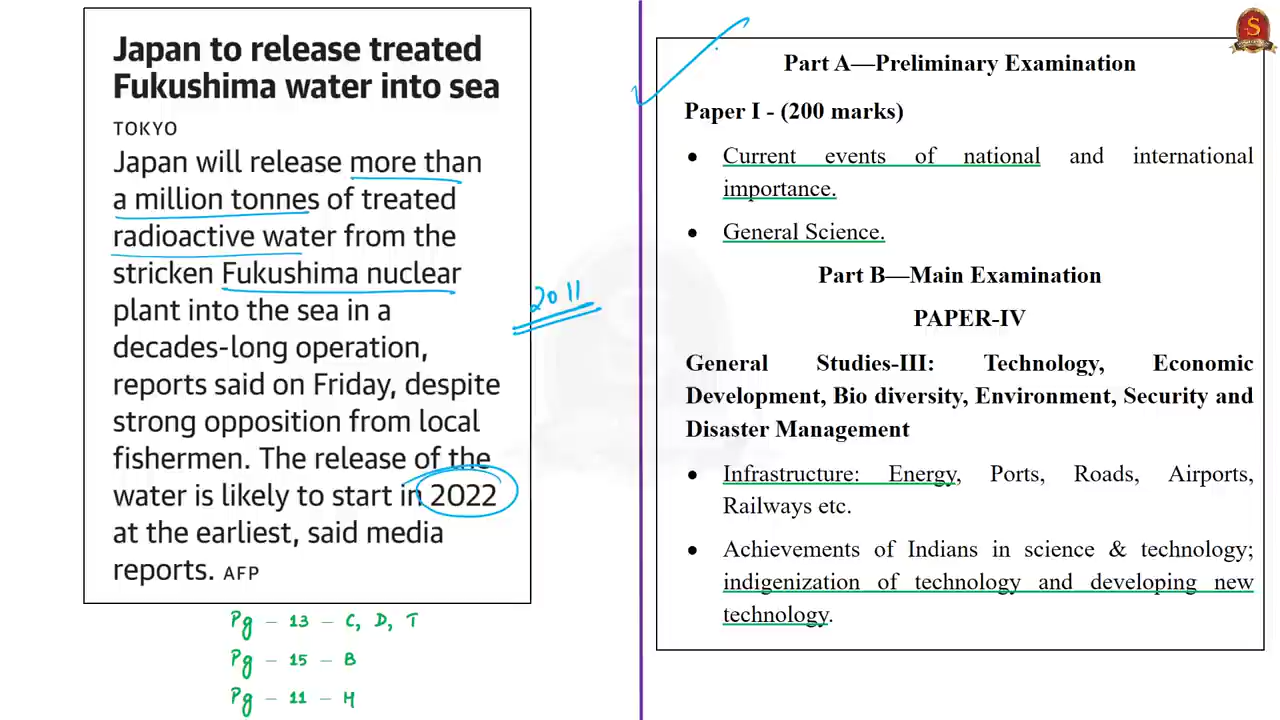 Japan to release treated
Fukushima water into sea
TOKYO
Japan will release more than
a million tonnes of treated
radioactive water from the
stricken Fukushima nuclear
plant into the sea in a
decades-long operation,
reports said on Friday, despite
strong opposition from local
fishermen. The release of the
water is likely to start in 2022
at the earliest, said media
reports. AFP
2011
Pg - 13 - C, D, T
Pg - 15 - B
Pg - 11 - H
S
Part A—Preliminary Examination
Paper I - (200 marks)
• Current events of national and international
importance.
• General Science.
Part B—Main Examination
PAPER-IV
General Studies-III: Technology, Economic
Development, Bio diversity, Environment, Security and
Disaster Management
• Infrastructure: Energy, Ports, Roads, Airports,
Railways etc.
• Achievements of Indians in science & technology;
indigenization of technology and developing new
technology.